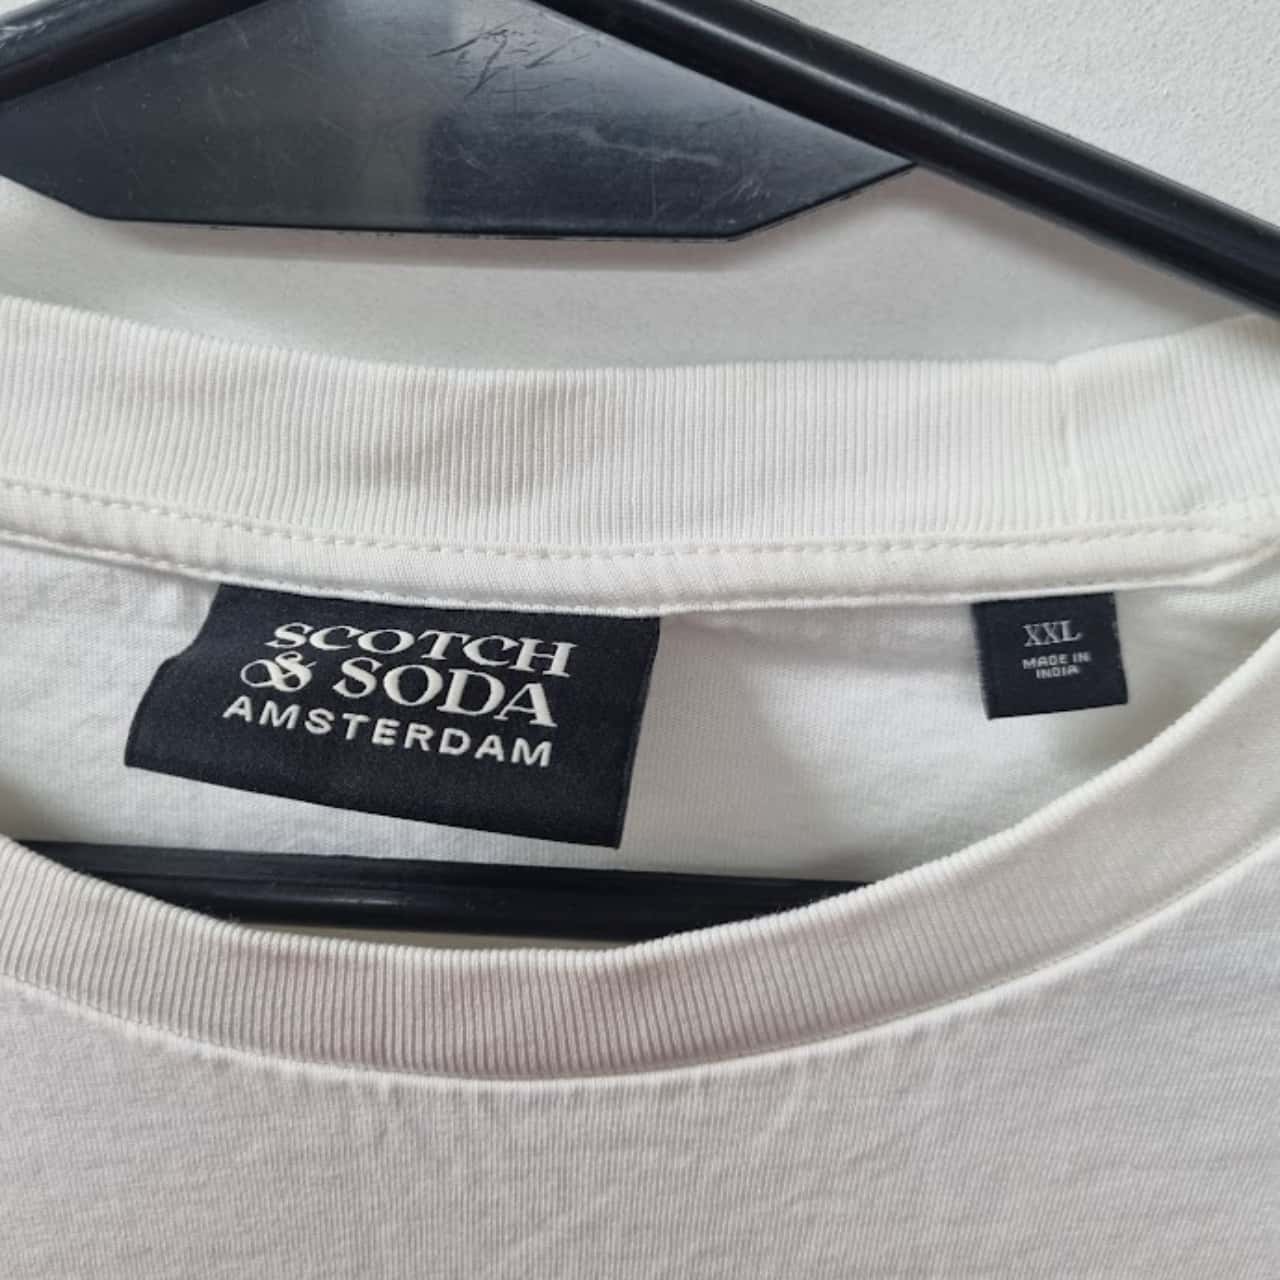 SCOTCH
& SODA
AMSTERDAM
XXL
MADE IN
INDIA